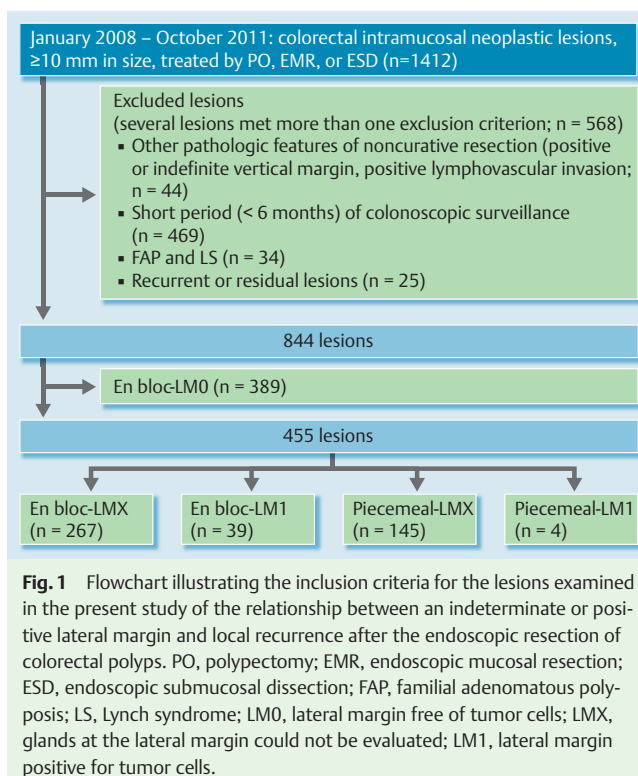 January 2008 – October 2011: colorectal intramucosal neoplastic lesions,
≥10 mm in size, treated by PO, EMR, or ESD (n=1412)
Excluded lesions
(several lesions met more than one exclusion criterion; n = 568)
▪ Other pathologic features of noncurative resection (positive
or indefinite vertical margin, positive lymphovascular invasion;
n = 44)
▪ Short period (< 6 months) of colonoscopic surveillance
(n = 469)
▪ FAP and LS (n = 34)
▪ Recurrent or residual lesions (n = 25)
844 lesions
En bloc-LM0 (n = 389)
455 lesions
En bloc-LMX
(n = 267)
En bloc-LM1
(n = 39)
Piecemeal-LMX
(n = 145)
Piecemeal-LM1
(n = 4)
Fig. 1 Flowchart illustrating the inclusion criteria for the lesions examined
in the present study of the relationship between an indeterminate or posi-
tive lateral margin and local recurrence after the endoscopic resection of
colorectal polyps. PO, polypectomy; EMR, endoscopic mucosal resection;
ESD, endoscopic submucosal dissection; FAP, familial adenomatous poly-
posis; LS, Lynch syndrome; LM0, lateral margin free of tumor cells; LMX,
glands at the lateral margin could not be evaluated; LM1, lateral margin
positive for tumor cells.